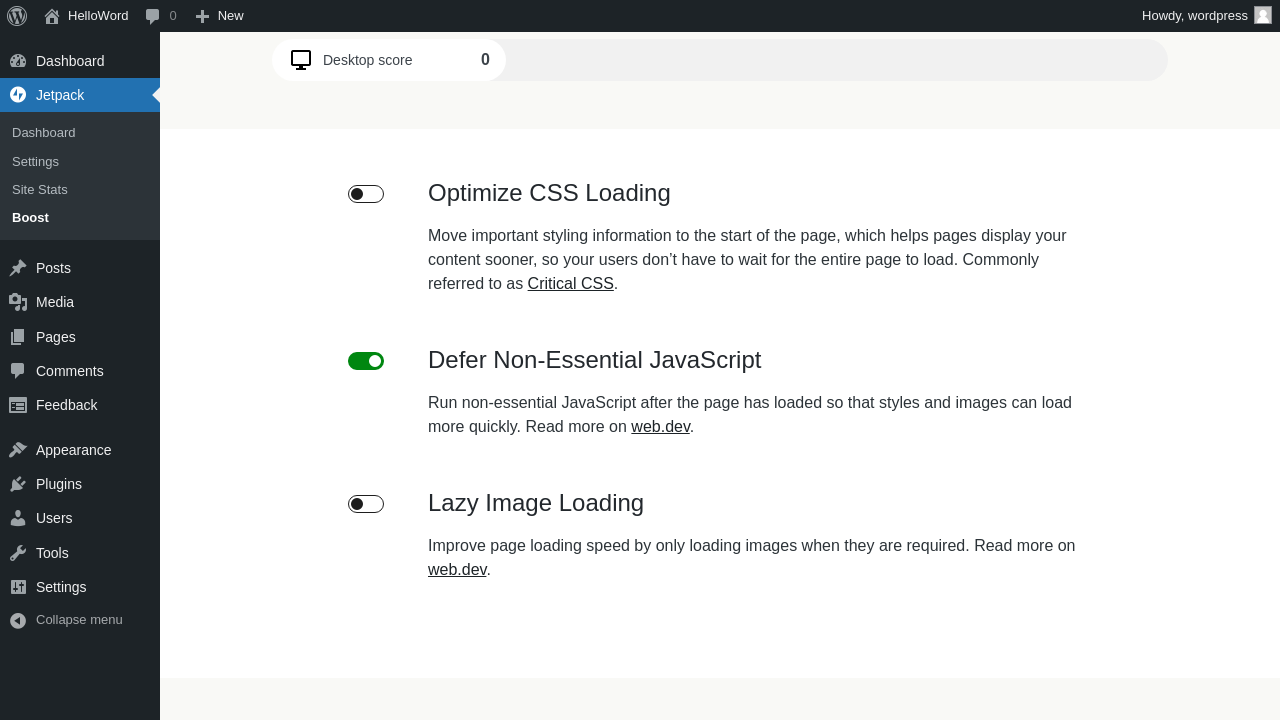 HelloWord
0
New
Howdy, wordpress
Dashboard
Jetpack
Dashboard
Settings
Site Stats
Boost
Posts
Media
Pages
Comments
Feedback
Appearance
Plugins
Users
Tools
Settings
Collapse menu
Desktop score
0
Optimize CSS Loading
Move important styling information to the start of the page, which helps pages display your
content sooner, so your users don’t have to wait for the entire page to load. Commonly
referred to as Critical CSS.
Defer Non-Essential JavaScript
Run non-essential JavaScript after the page has loaded so that styles and images can load
more quickly. Read more on web.dev.
Lazy Image Loading
Improve page loading speed by only loading images when they are required. Read more on
web.dev.